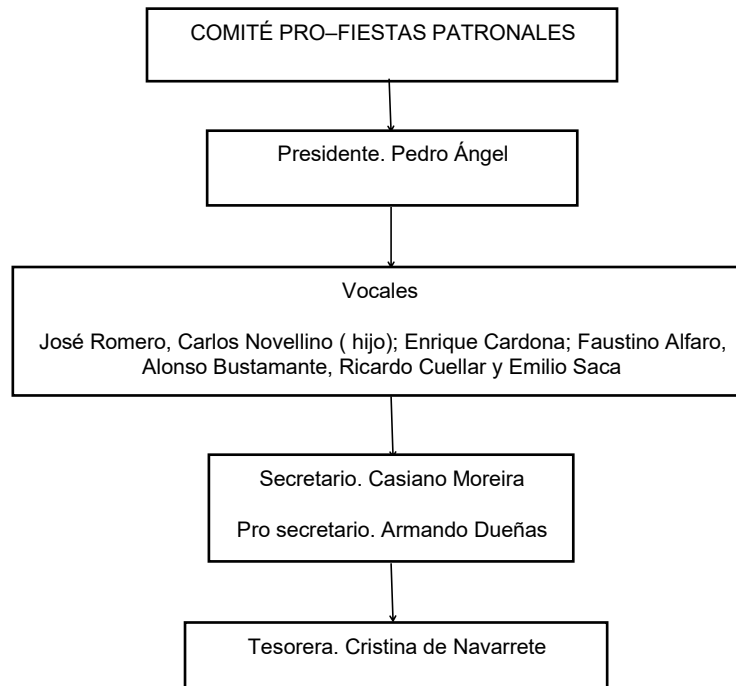 COMITÉ PRO–FIESTAS PATRONALES
Presidente. Pedro Ángel
Vocales
José Romero, Carlos Novellino ( hijo); Enrique Cardona; Faustino Alfaro,
Alonso Bustamante, Ricardo Cuellar y Emilio Saca
Secretario. Casiano Moreira
Pro secretario. Armando Dueñas
Tesorera. Cristina de Navarrete